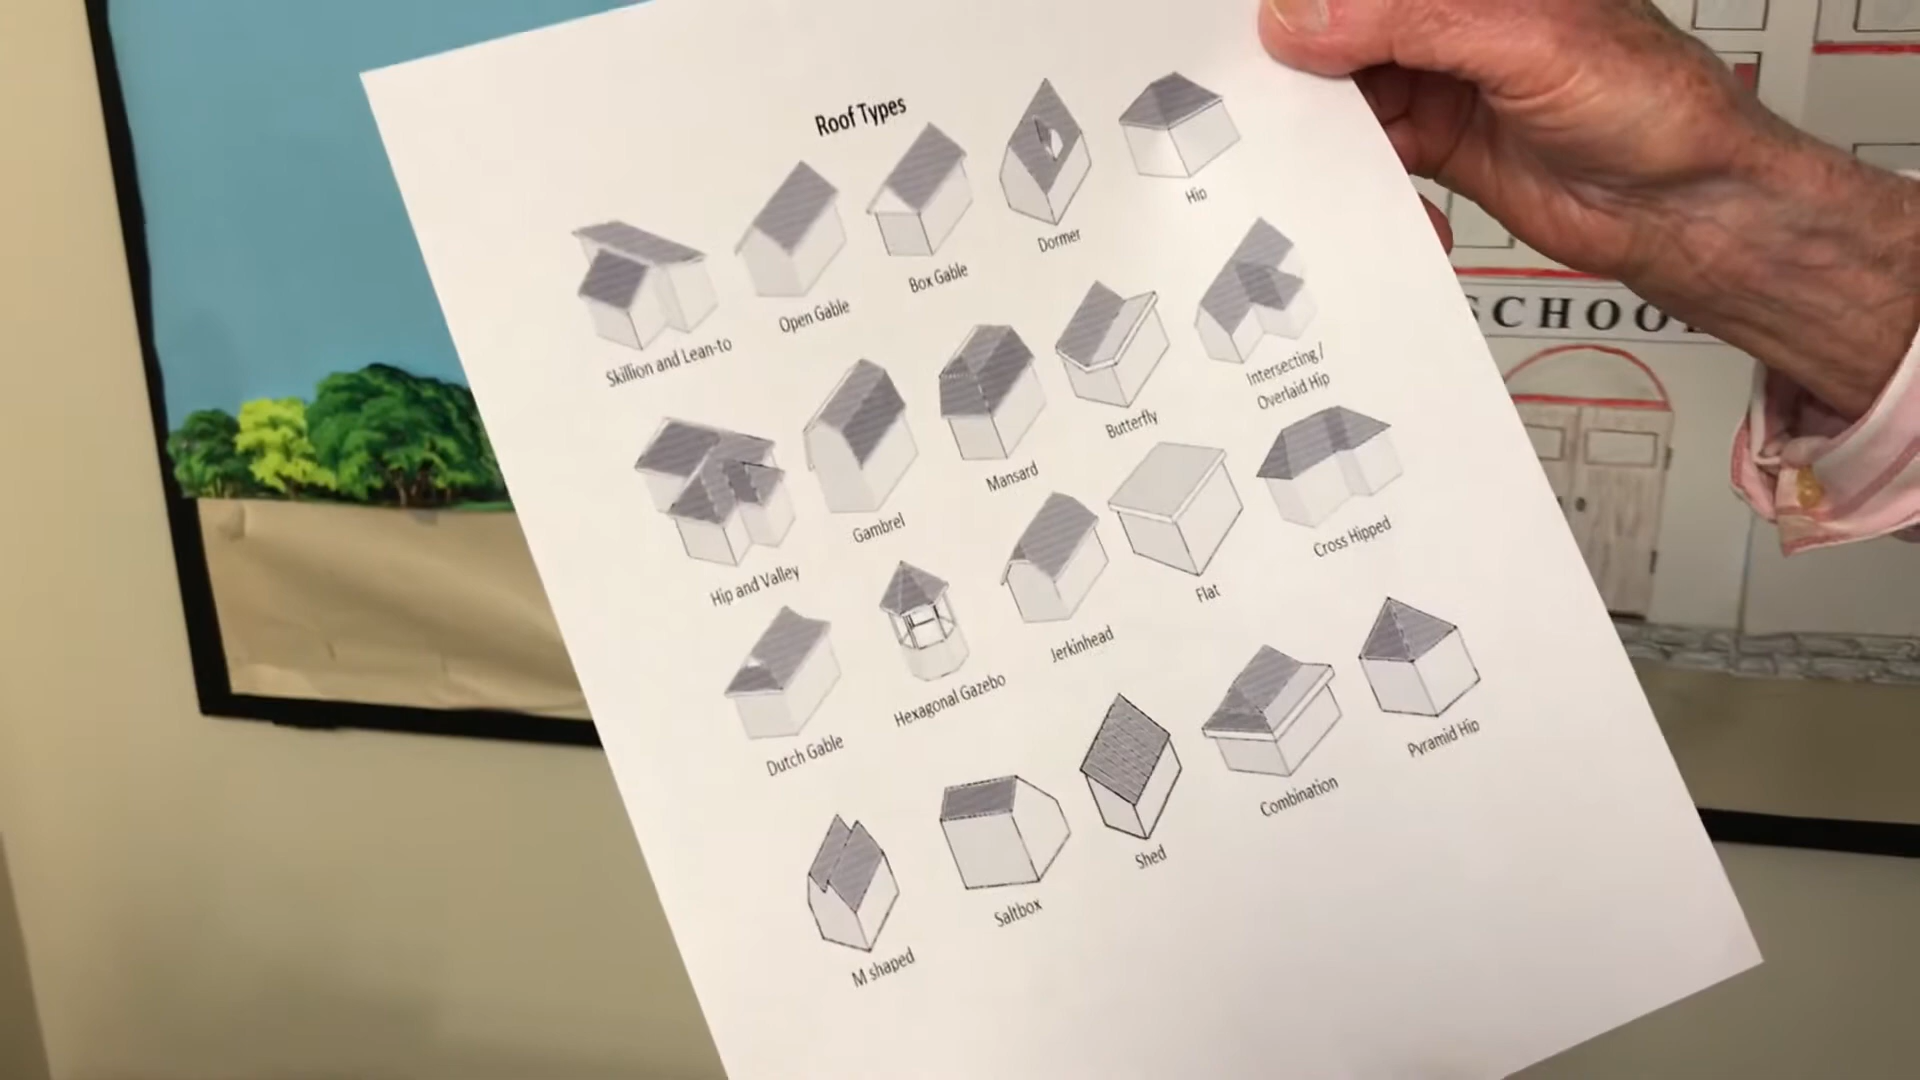 Roof Types
Skillion and Lean-to
Open Gable
Box Gable
Dormer
Hip
Hip and Valley
Gambrel
Mansard
Butterfly
Intersecting /
Overlaid Hip
Dutch Gable
Hexagonal Gazebo
Jerkinhead
Flat
Cross Hipped
M shaped
Saltbox
Shed
Combination
Pyramid Hip
SCHOOL